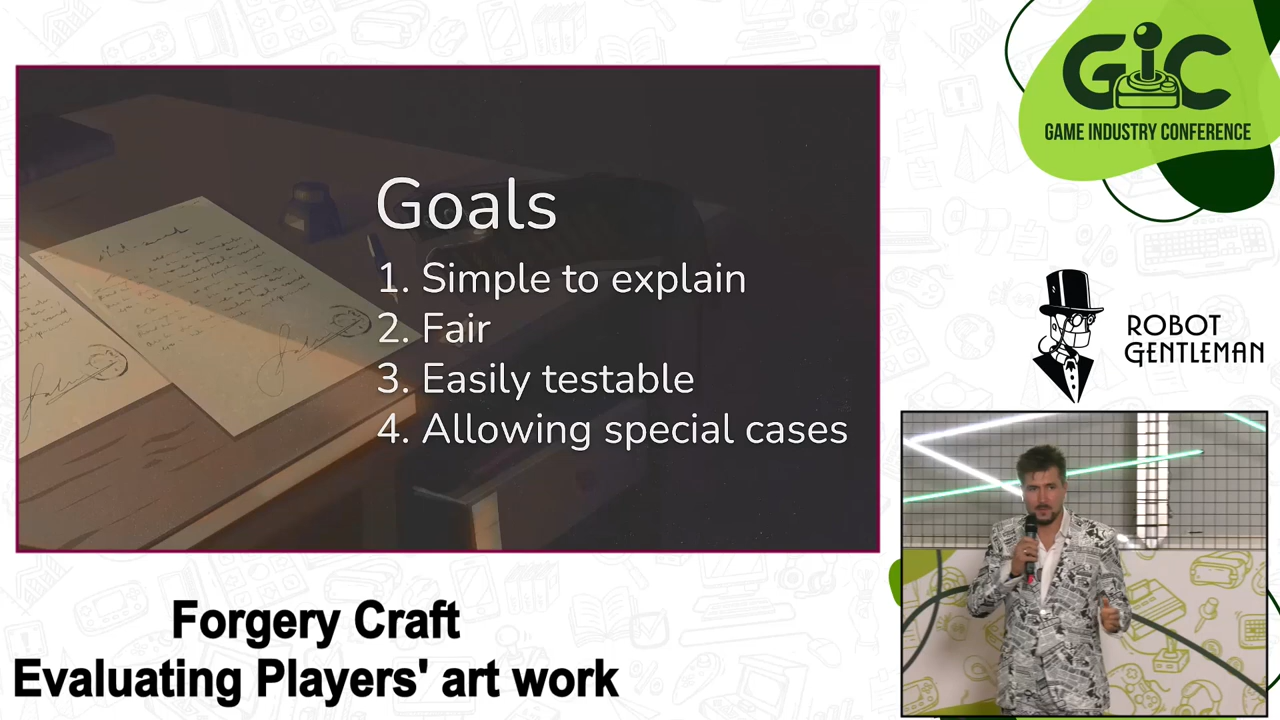 GIC
GAME INDUSTRY CONFERENCE
Goals
1. Simple to explain
2. Fair
3. Easily testable
4. Allowing special cases
ROBOT
GENTLEMAN
Forgery Craft
Evaluating Players' art work